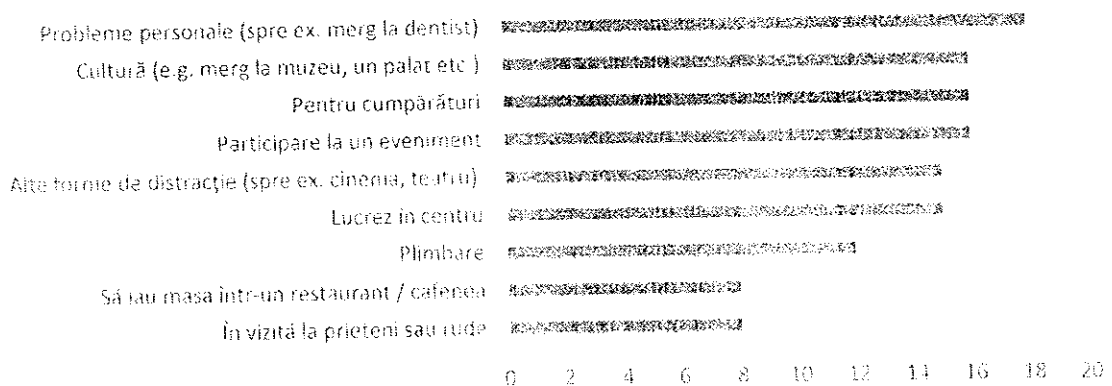 Probleme personale (spre ex. merg la dentist)
Cultură (e.g. merg la muzeu, un palat etc.)
Pentru cumpărături
Participare la un eveniment
Alte forme de distracţie (spre ex. cinema, teatru)
Lucrez in centru
Plimbare
Să iau masa într-un restaurant / cafenea
În vizită la prieteni sau rude
0 2 4 6 8 10 12 14 16 18 20